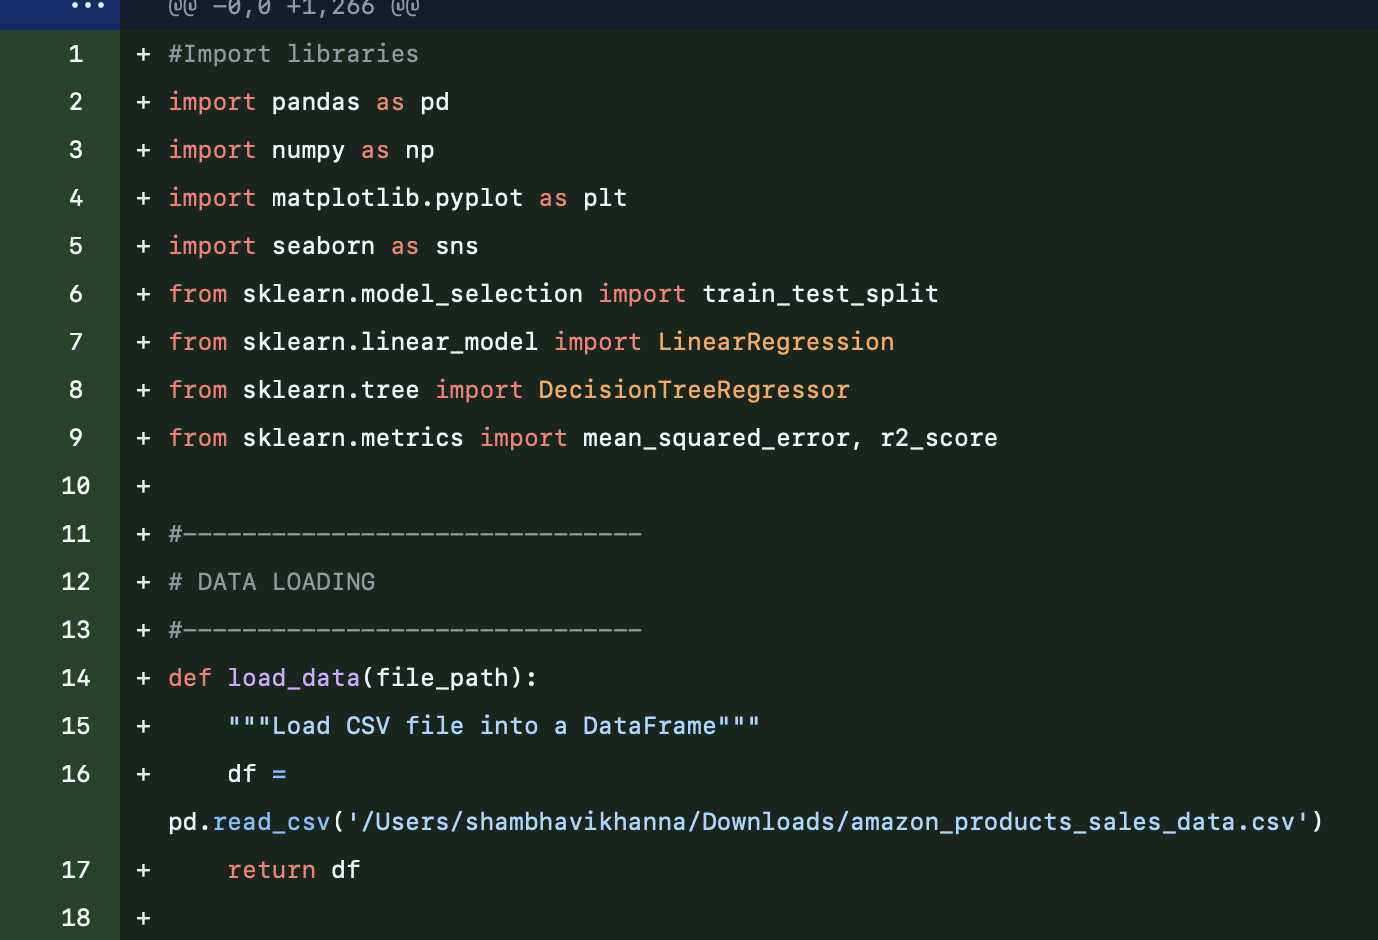 ...
@@ -0,0 +1,266 @@
1 + #Import libraries
2 + import pandas as pd
3 + import numpy as np
4 + import matplotlib.pyplot as plt
5 + import seaborn as sns
6 + from sklearn.model_selection import train_test_split
7 + from sklearn.linear_model import LinearRegression
8 + from sklearn.tree import DecisionTreeRegressor
9 + from sklearn.metrics import mean_squared_error, r2_score
10 +
11 + #-------------------------------
12 + # DATA LOADING
13 + #-------------------------------
14 + def load_data(file_path):
15 +     """Load CSV file into a DataFrame"""
16 +     df =
pd.read_csv('/Users/shambhavikhanna/Downloads/amazon_products_sales_data.csv')
17 +     return df
18 +